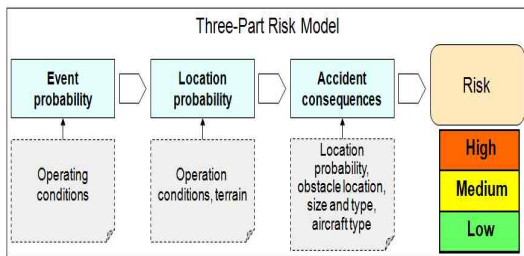 Three-Part Risk Model
Event
probability
Location
probability
Accident
consequences
Risk
Operating
conditions
Operation
conditions, terrain
Location
probability,
obstacle location,
size and type,
aircraft type
High
Medium
Low